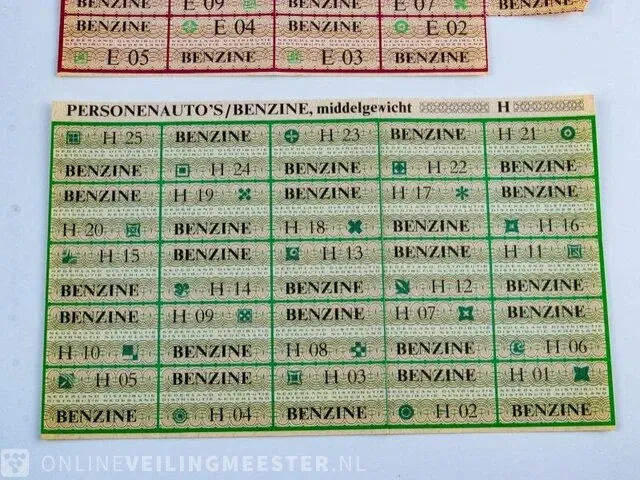 E 09 BENZINE E 07 BENZINE
BENZINE E 04 BENZINE E 02
E 05 BENZINE E 03 BENZINE
PERSONENAUTO'S/BENZINE, middelgewicht H
H 25 BENZINE H 23 BENZINE H 21
BENZINE H 24 BENZINE H 22 BENZINE
BENZINE H 19 BENZINE H 17 BENZINE
H 20 BENZINE H 18 BENZINE H 16
H 15 BENZINE H 13 BENZINE H 11
BENZINE H 14 BENZINE H 12 BENZINE
BENZINE H 09 BENZINE H 07 BENZINE
H 10 BENZINE H 08 BENZINE H 06
H 05 BENZINE H 03 BENZINE H 01
BENZINE H 04 BENZINE H 02 BENZINE
ONLINEVEILINGMEESTER.NL